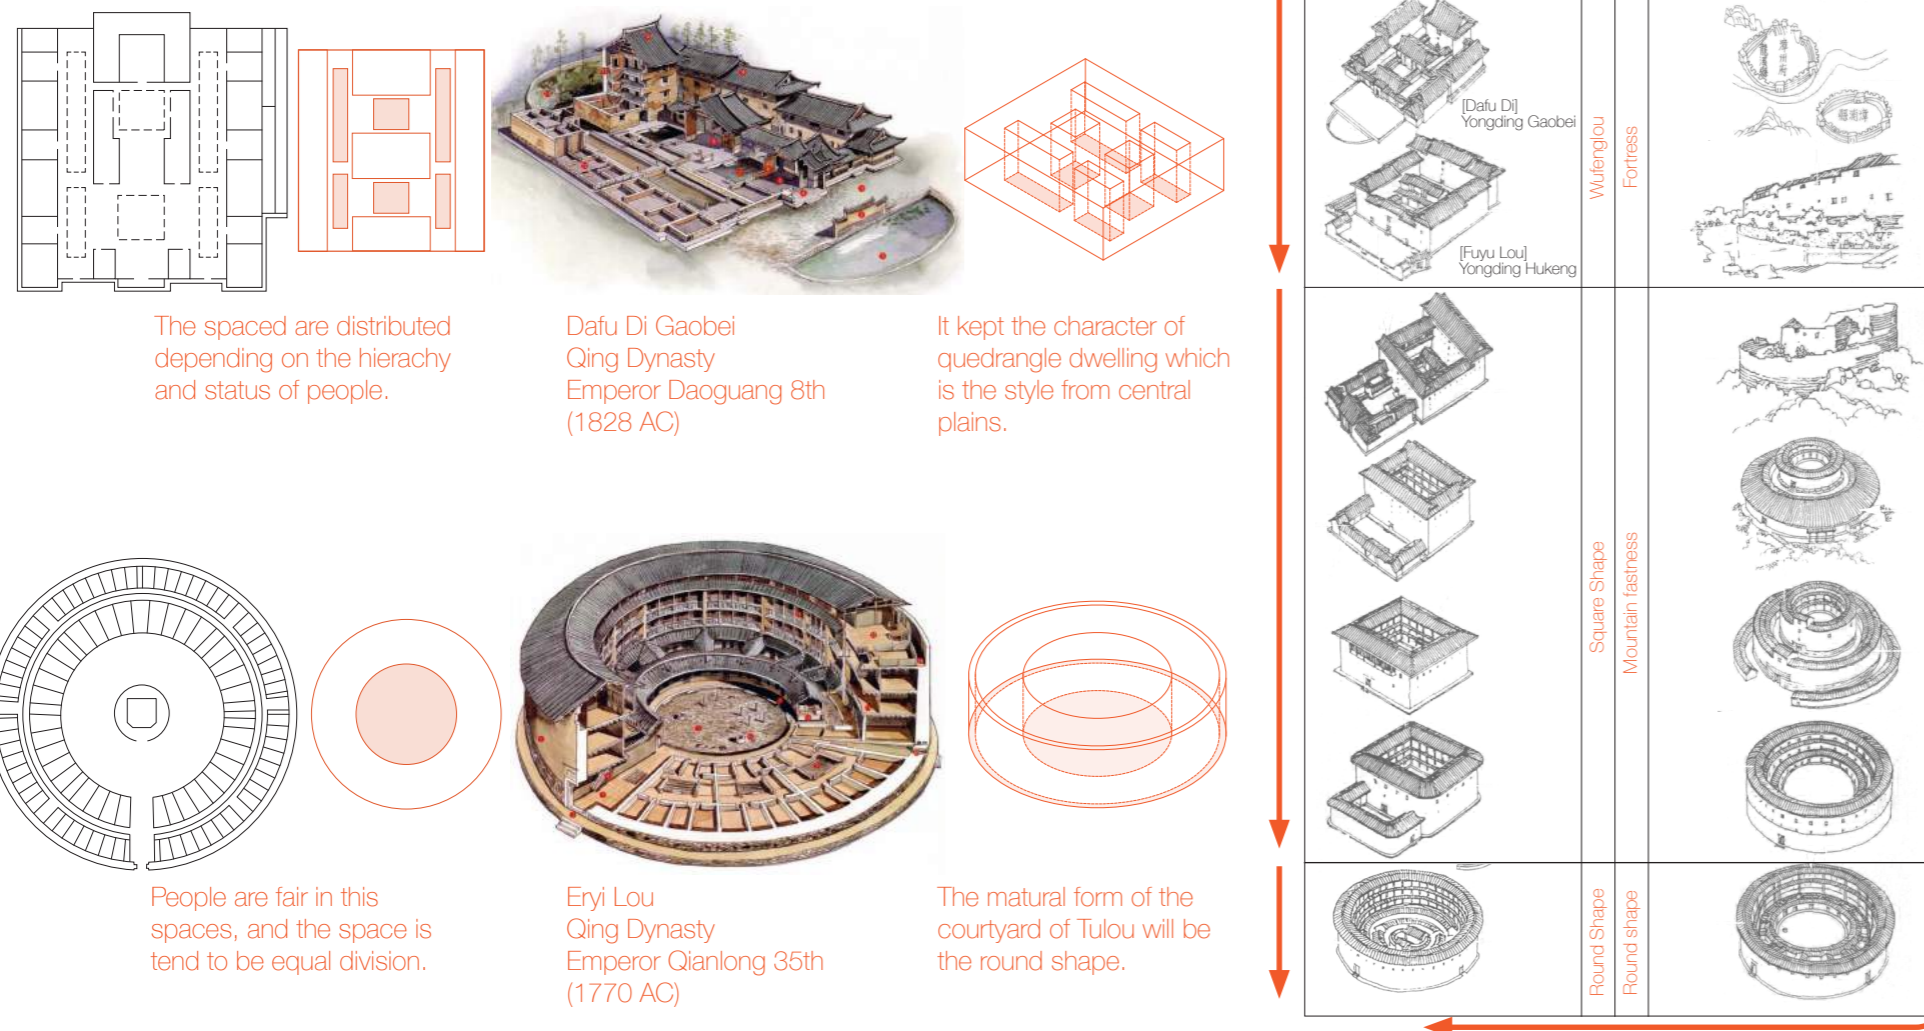 The spaced are distributed
depending on the hierachy
and status of people.
Dafu Di Gaobei
Qing Dynasty
Emperor Daoguang 8th
(1828 AC)
It kept the character of
quedrangle dwelling which
is the style from central
plains.
People are fair in this
spaces, and the space is
tend to be equal division.
Eryi Lou
Qing Dynasty
Emperor Qianlong 35th
(1770 AC)
The matural form of the
courtyard of Tulou will be
the round shape.
[Dafu Di]
Yongding Gaobei
[Fuyu Lou]
Yongding Hukeng
Wufenglou
Fortress
Square Shape
Mountain fastness
Round Shape
Round shape